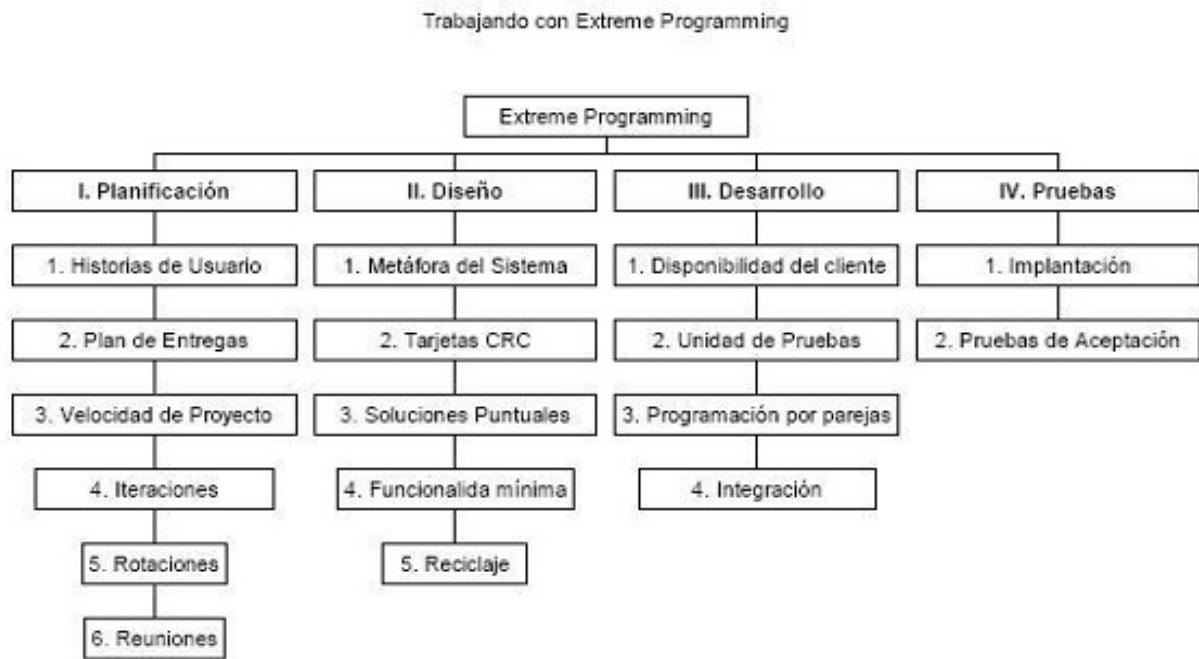 Trabajando con Extreme Programming
Extreme Programming
I. Planificación
1. Historias de Usuario
2. Plan de Entregas
3. Velocidad de Proyecto
4. Iteraciones
5. Rotaciones
6. Reuniones
II. Diseño
1. Metáfora del Sistema
2. Tarjetas CRC
3. Soluciones Puntuales
4. Funcionalida mínima
5. Reciclaje
III. Desarrollo
1. Disponibilidad del cliente
2. Unidad de Pruebas
3. Programación por parejas
4. Integración
IV. Pruebas
1. Implantación
2. Pruebas de Aceptación